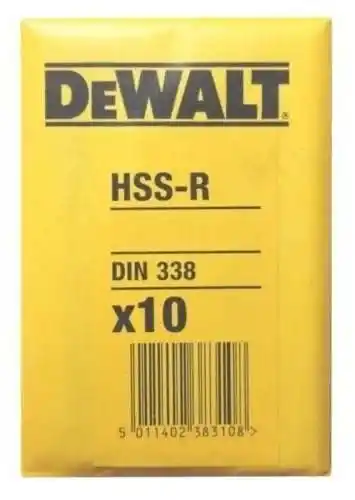 DEWALT®
HSS-R
DIN 338
x10
5 011402 383108 >